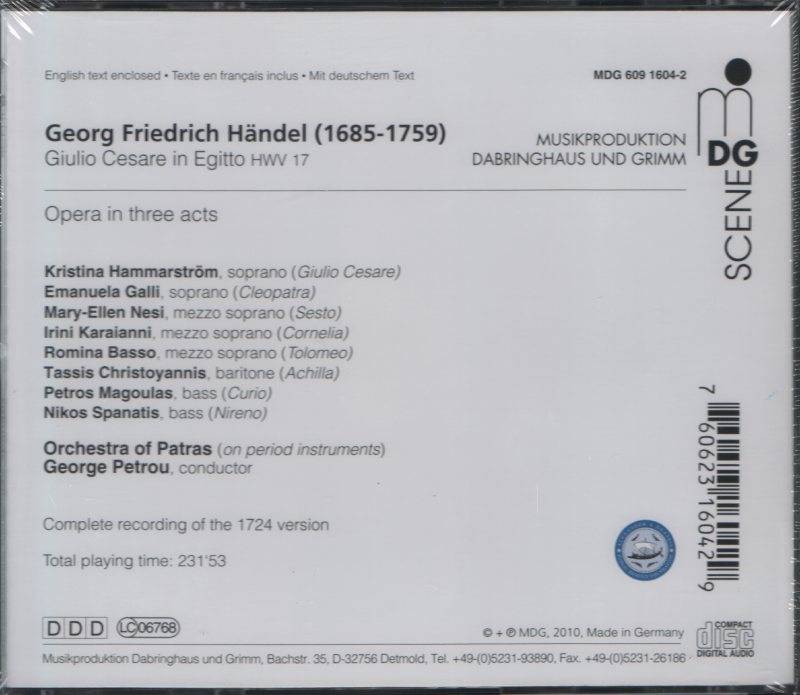 English text enclosed • Texte en français inclus • Mit deutschem Text
MDG 609 1604-2
Georg Friedrich Händel (1685-1759)
Giulio Cesare in Egitto HWV 17
MUSIKPRODUKTION
DABRINGHAUS UND GRIMM
DG
SCENE
Opera in three acts
Kristina Hammarström, soprano (Giulio Cesare)
Emanuela Galli, soprano (Cleopatra)
Mary-Ellen Nesi, mezzo soprano (Sesto)
Irini Karaianni, mezzo soprano (Cornelia)
Romina Basso, mezzo soprano (Tolomeo)
Tassis Christoyannis, baritone (Achilla)
Petros Magoulas, bass (Curio)
Nikos Spanatis, bass (Nireno)
Orchestra of Patras (on period instruments)
George Petrou, conductor
Complete recording of the 1724 version
Total playing time: 231'53
7 60623 16042 9
DDD
LC 06768
© + ℗ MDG, 2010, Made in Germany
COMPACT
disc
DIGITAL AUDIO
Musikproduktion Dabringhaus und Grimm, Bachstr. 35, D-32756 Detmold, Tel. +49-(0)5231-93890, Fax. +49-(0)5231-26186